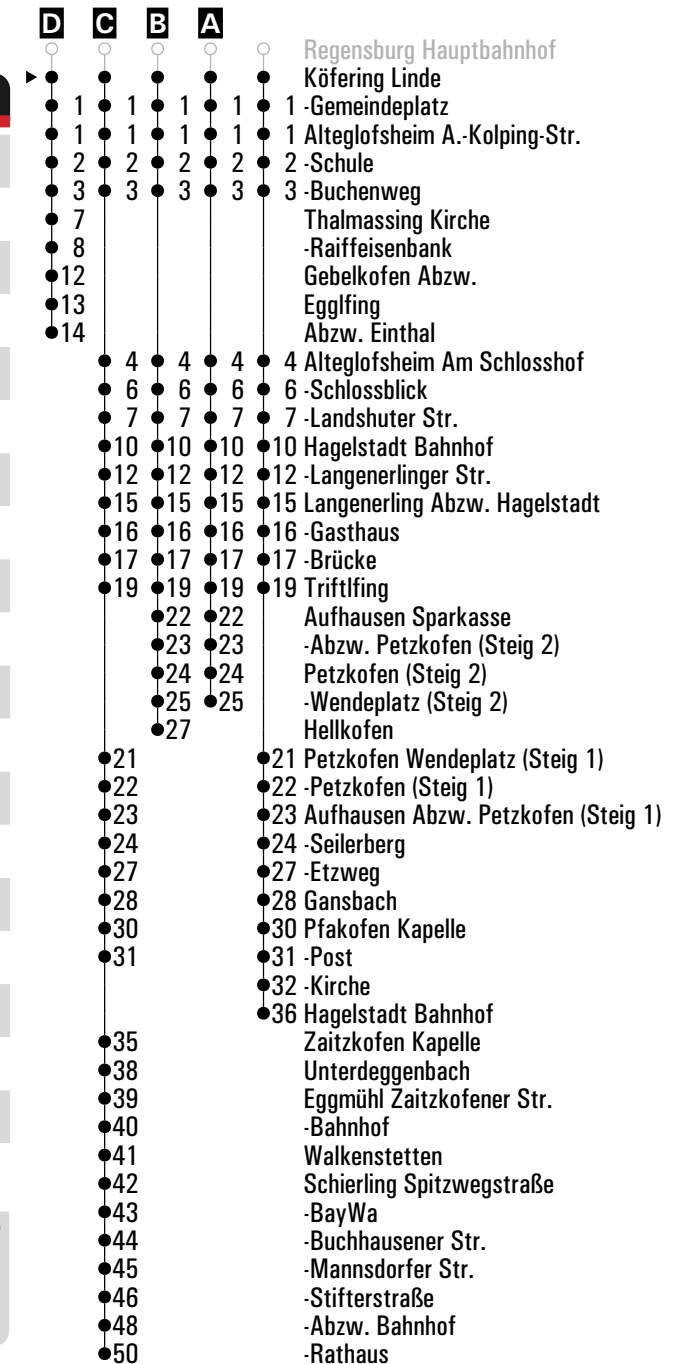 D C B A
Regensburg Hauptbahnhof
Köfering Linde
1 1 1 1 1 -Gemeindeplatz
1 1 1 1 1 Alteglofsheim A.-Kolping-Str.
2 2 2 2 2 -Schule
3 3 3 3 3 -Buchenweg
7 Thalmassing Kirche
8 -Raiffeisenbank
12 Gebelkofen Abzw.
13 Egglfing
14 Abzw. Einthal
4 4 4 4 Alteglofsheim Am Schlosshof
6 6 6 6 -Schlossblick
7 7 7 7 -Landshuter Str.
10 10 10 10 Hagelstadt Bahnhof
12 12 12 12 -Langenerlinger Str.
15 15 15 15 Langenerling Abzw. Hagelstadt
16 16 16 16 -Gasthaus
17 17 17 17 -Brücke
19 19 19 19 Triftlfing
22 22 Aufhausen Sparkasse
23 23 -Abzw. Petzkofen (Steig 2)
24 24 Petzkofen (Steig 2)
25 25 -Wendeplatz (Steig 2)
27 Hellkofen
21 21 Petzkofen Wendeplatz (Steig 1)
22 22 -Petzkofen (Steig 1)
23 23 Aufhausen Abzw. Petzkofen (Steig 1)
24 24 -Seilerberg
27 27 -Etzweg
28 28 Gansbach
30 30 Pfakofen Kapelle
31 31 -Post
32 -Kirche
36 Hagelstadt Bahnhof
35 Zaitzkofen Kapelle
38 Unterdeggenbach
39 Eggmühl Zaitzkofener Str.
40 -Bahnhof
41 Walkenstetten
42 Schierling Spitzwegstraße
43 -BayWa
44 -Buchhausener Str.
45 -Mannsdorfer Str.
46 -Stifterstraße
48 -Abzw. Bahnhof
50 -Rathaus